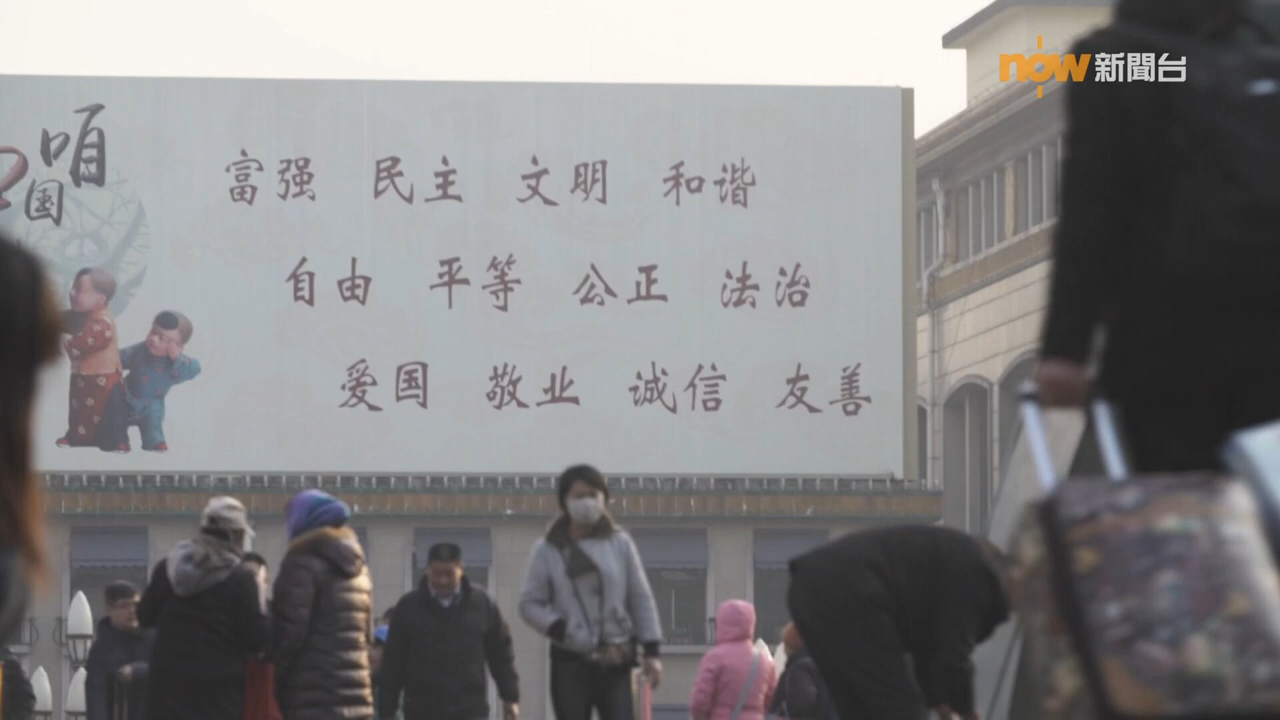 now 新聞台
咱
国
富强 民主 文明 和谐
自由 平等 公正 法治
爱国 敬业 诚信 友善